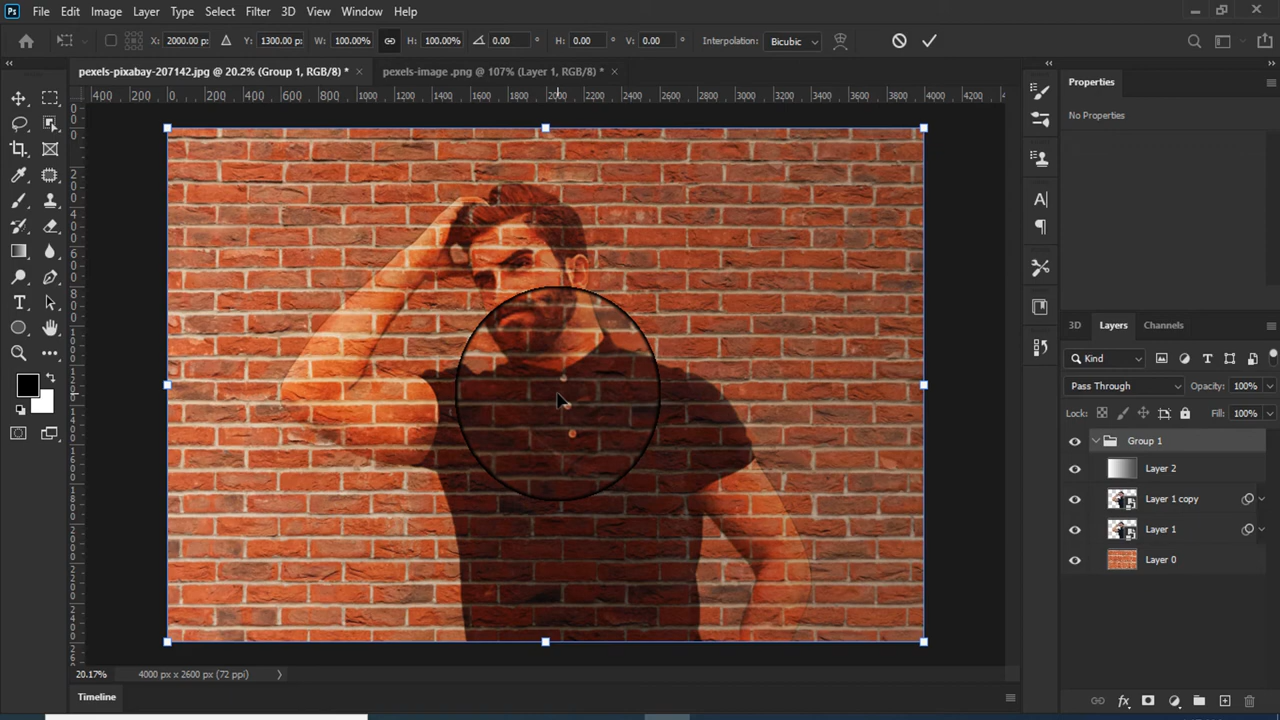 Ps File Edit Image Layer Type Select Filter 3D View Window Help
X: 2000.00 p: Y: 1300.00 p: W: 100.00% H: 100.00% 0.00 ° H: 0.00 ° V: 0.00 ° Interpolation: Bicubic
pexels-pixabay-207142.jpg @ 20.2% (Group 1, RGB/8) * pexels-image .png @ 107% (Layer 1, RGB/8) *
400 200 0 200 400 600 800 1000 1200 1400 1600 1800 2000 2200 2400 2600 2800 3000 3200 3400 3600 3800 4000 4200
Properties
No Properties
3D Layers Channels
Kind
Pass Through Opacity: 100%
Lock: Fill: 100%
Group 1
Layer 2
Layer 1 copy
Layer 1
Layer 0
20.17% 4000 px x 2600 px (72 ppi)
Timeline